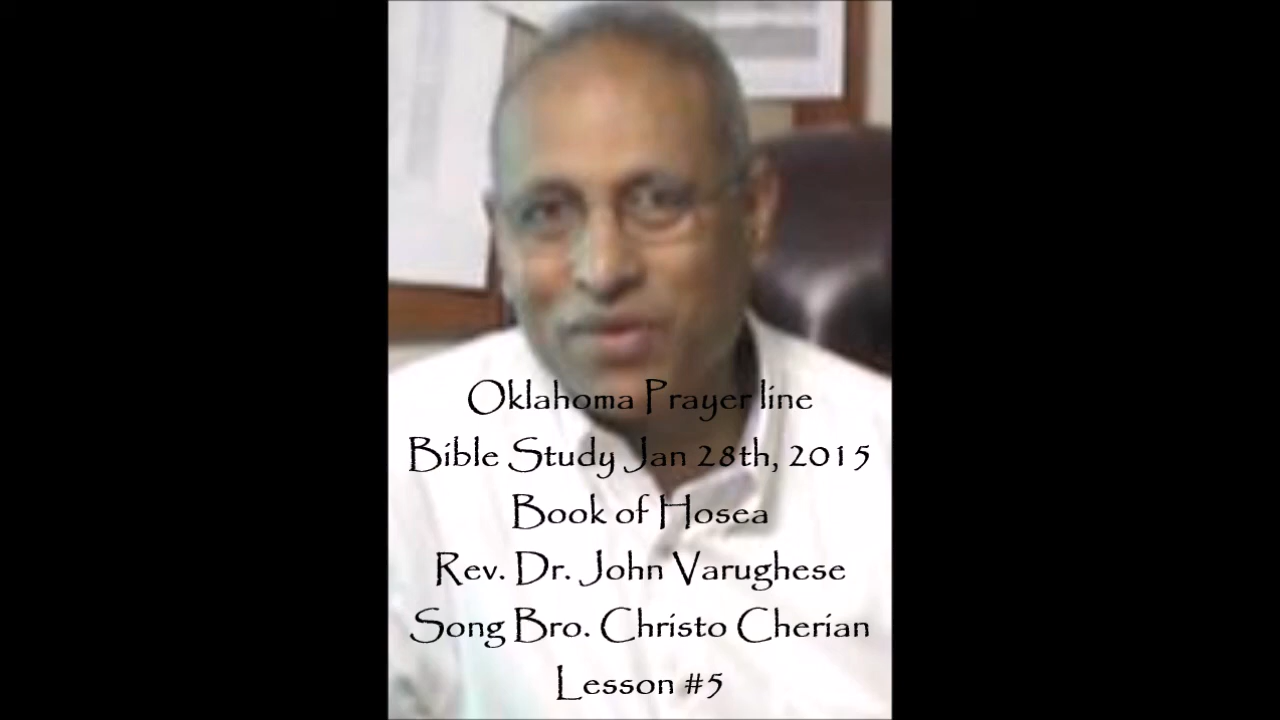 Oklahoma Prayer line
Bible Study Jan 28th, 2015
Book of Hosea
Rev. Dr. John Varughese
Song Bro. Christo Cherian
Lesson #5